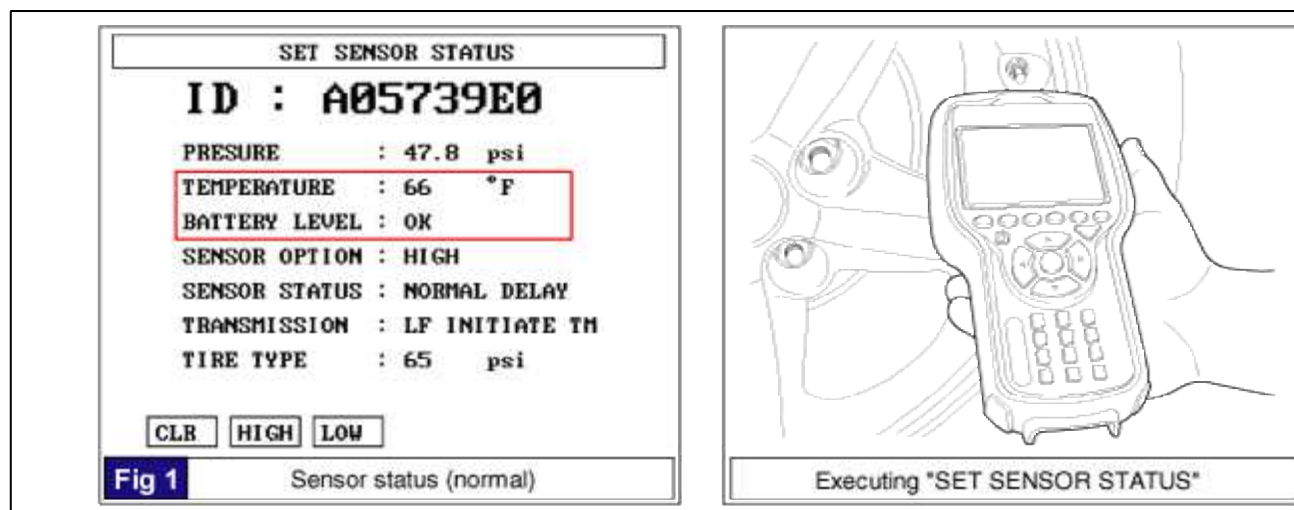 SET SENSOR STATUS
ID : A05739E0
PRESURE : 47.8 psi
TEMPERATURE : 66 °F
BATTERY LEVEL : OK
SENSOR OPTION : HIGH
SENSOR STATUS : NORMAL DELAY
TRANSMISSION : LF INITIATE TM
TIRE TYPE : 65 psi
CLR HIGH LOW
Fig 1 Sensor status (normal)
Executing "SET SENSOR STATUS"